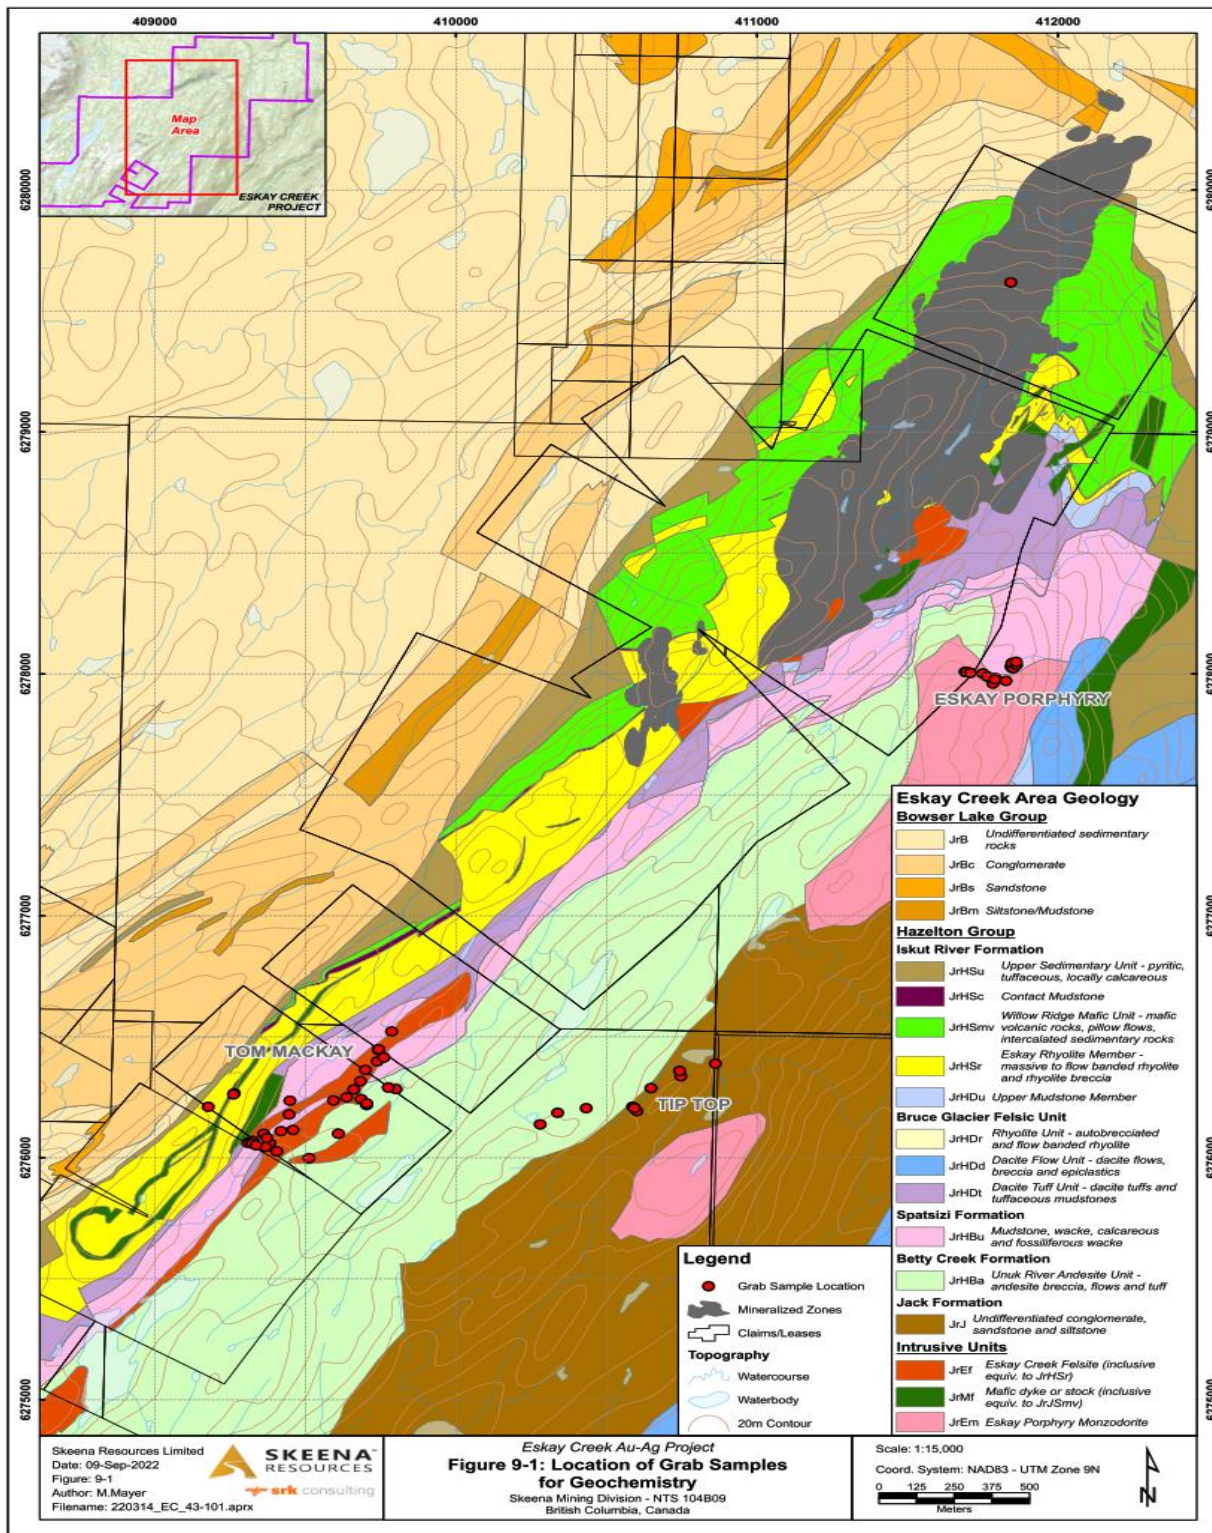 409000
410000
411000
412000
Map
Area
ESKAY CREEK
PROJECT
6280000
6280000
6279000
6279000
6278000
6278000
ESKAY PORPHYRY
6277000
6277000
TOM MACKAY
TIP TOP
6276000
6276000
6275000
6275000
Eskay Creek Area Geology
Bowser Lake Group
JrB Undifferentiated sedimentary
rocks
JrBc Conglomerate
JrBs Sandstone
JrBm Siltstone/Mudstone
Hazelton Group
Iskut River Formation
JrHSu Upper Sedimentary Unit - pyritic,
tuffaceous, locally calcareous
JrHSc Contact Mudstone
JrHSmv Willow Ridge Mafic Unit - mafic
volcanic rocks, pillow flows,
intercalated sedimentary rocks
JrHSr Eskay Rhyolite Member -
massive to flow banded rhyolite
and rhyolite breccia
JrHDu Upper Mudstone Member
Bruce Glacier Felsic Unit
JrHDr Rhyolite Unit - autobrecciated
and flow banded rhyolite
JrHDd Dacite Flow Unit - dacite flows,
breccia and epiclastics
JrHDt Dacite Tuff Unit - dacite tuffs and
tuffaceous mudstones
Spatsizi Formation
JrHBu Mudstone, wacke, calcareous
and fossiliferous wacke
Betty Creek Formation
JrHBa Unuk River Andesite Unit -
andesite breccia, flows and tuff
Jack Formation
JrJ Undifferentiated conglomerate,
sandstone and siltstone
Intrusive Units
JrEf Eskay Creek Felsite (inclusive
equiv. to JrHSr)
JrMf Mafic dyke or stock (inclusive
equiv. to JrJSmv)
JrEm Eskay Porphyry Monzodorite
Legend
Grab Sample Location
Mineralized Zones
Claims/Leases
Topography
Watercourse
Waterbody
20m Contour
Skeena Resources Limited
Date: 09-Sep-2022
Figure: 9-1
Author: M.Mayer
Filename: 220314_EC_43-101.aprx
SKEENA™
RESOURCES
srk consulting
Eskay Creek Au-Ag Project
Figure 9-1: Location of Grab Samples
for Geochemistry
Skeena Mining Division - NTS 104B09
British Columbia, Canada
Scale: 1:15,000
Coord. System: NAD83 - UTM Zone 9N
0 125 250 375 500
Meters
N